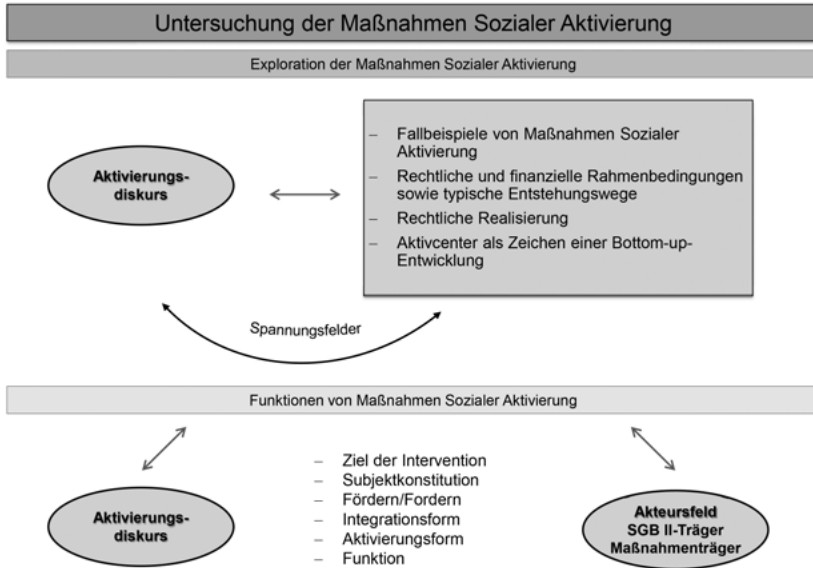 Untersuchung der Maßnahmen Sozialer Aktivierung
Exploration der Maßnahmen Sozialer Aktivierung
Aktivierungs-
diskurs
– Fallbeispiele von Maßnahmen Sozialer
Aktivierung
– Rechtliche und finanzielle Rahmenbedingungen
sowie typische Entstehungswege
– Rechtliche Realisierung
– Aktivcenter als Zeichen einer Bottom-up-
Entwicklung
Spannungsfelder
Funktionen von Maßnahmen Sozialer Aktivierung
Aktivierungs-
diskurs
– Ziel der Intervention
– Subjektkonstitution
– Fördern/Fordern
– Integrationsform
– Aktivierungsform
– Funktion
Akteursfeld
SGB II-Träger
Maßnahmenträger